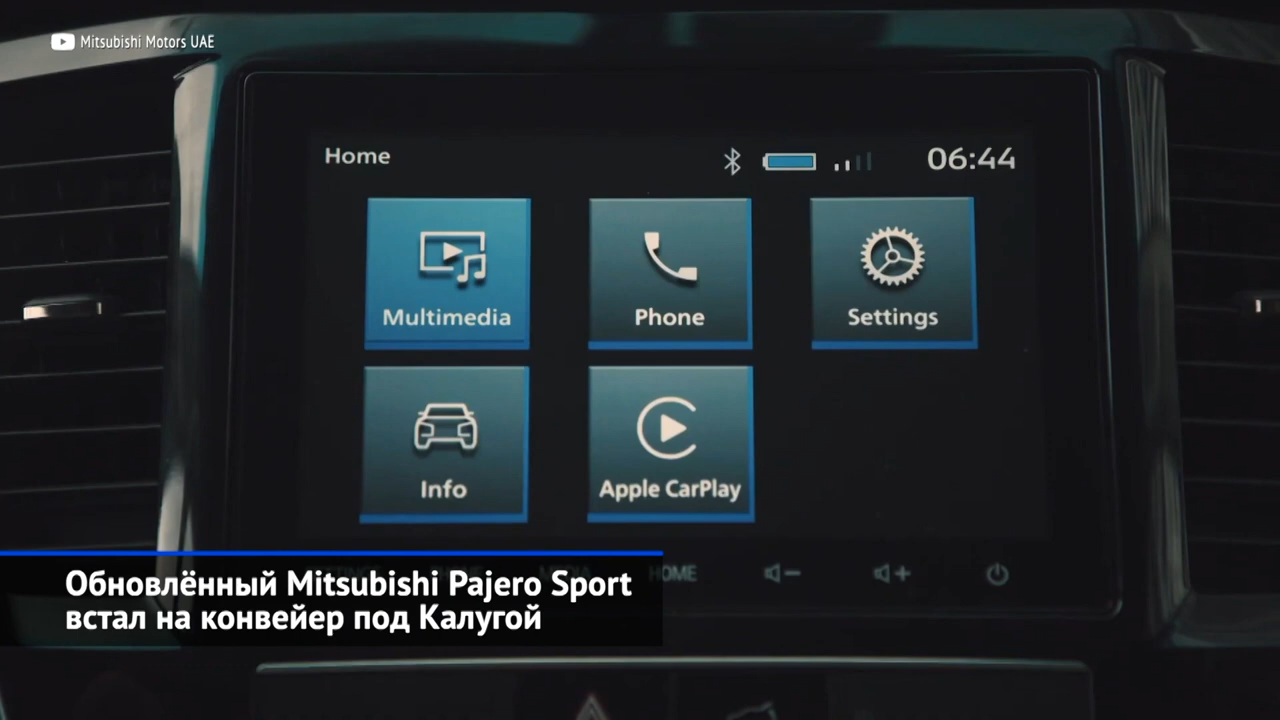 Mitsubishi Motors UAE
Home 06:44
Multimedia Phone Settings
Info Apple CarPlay
HOME
Обновлённый Mitsubishi Pajero Sport
встал на конвейер под Калугой